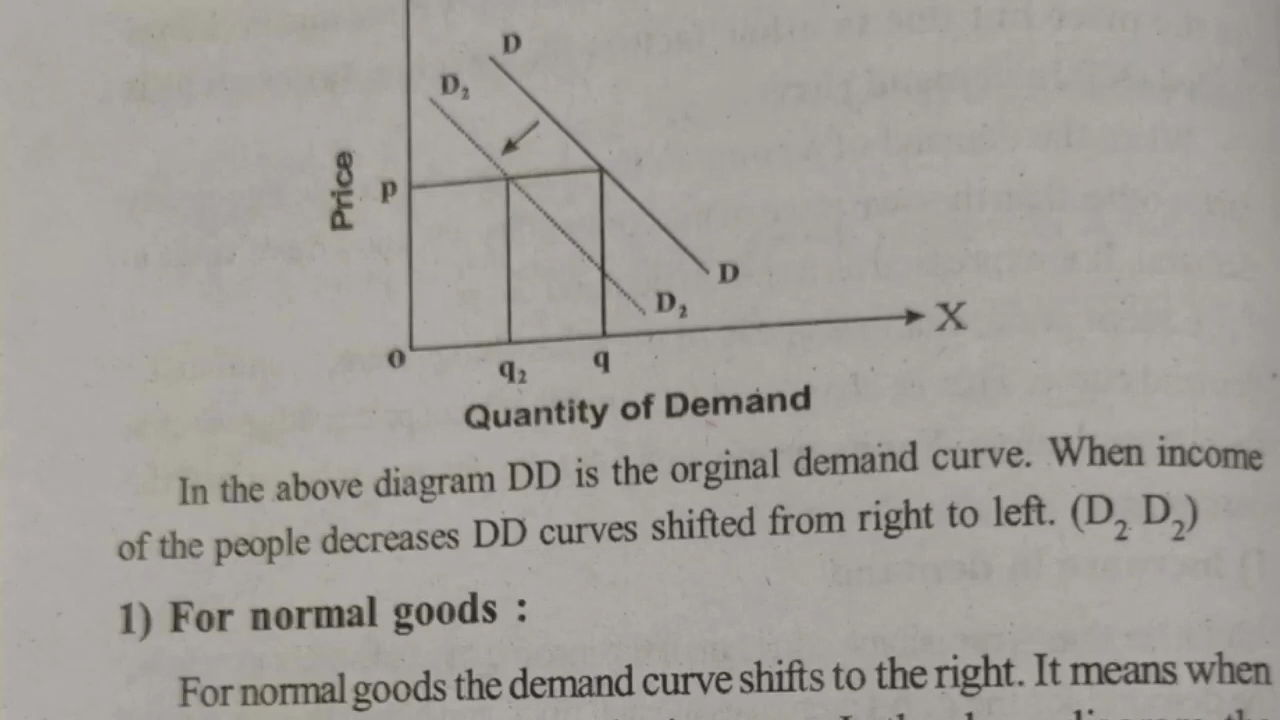 D
D₂
Price
p
D
D₂
X
o
q₂
q
Quantity of Demand
In the above diagram DD is the orginal demand curve. When income
of the people decreases DD curves shifted from right to left. (D₂ D₂)
1) For normal goods :
For normal goods the demand curve shifts to the right. It means when